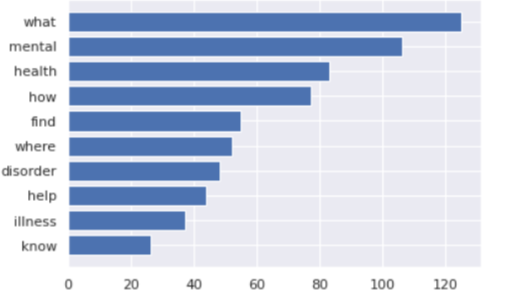 what
mental
health
how
find
where
disorder
help
illness
know
0 20 40 60 80 100 120